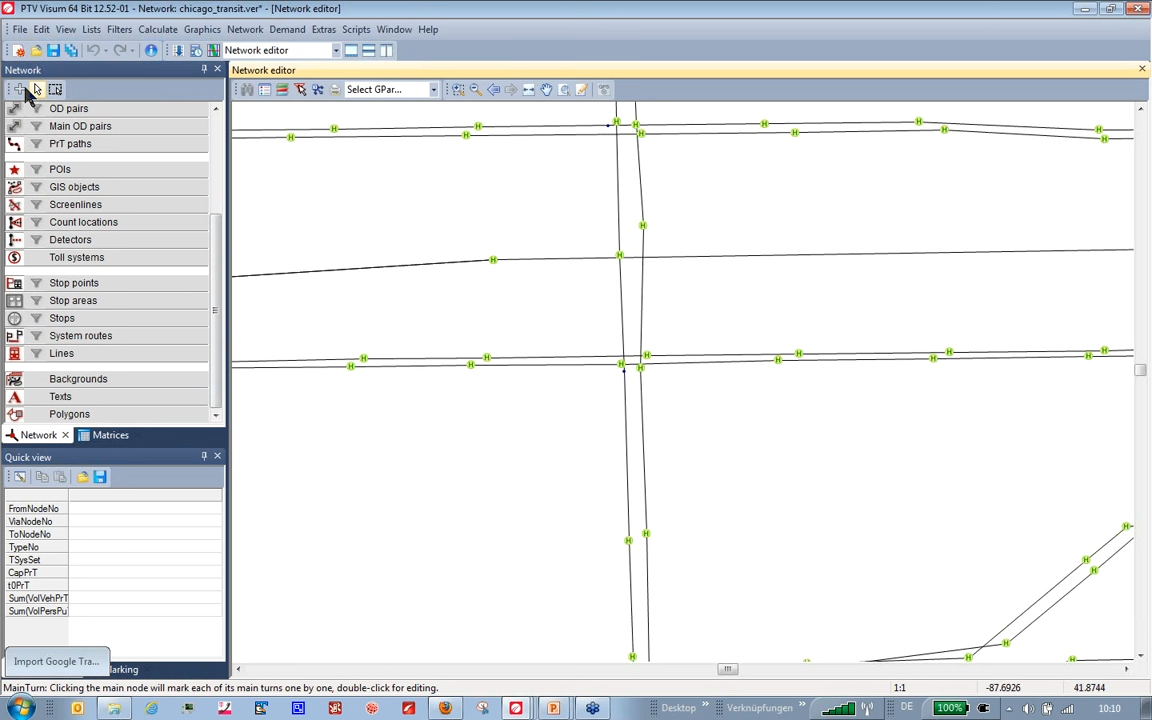 PTV Visum 64 Bit 12.52-01 - Network: chicago_transit.ver* - [Network editor]
File Edit View Lists Filters Calculate Graphics Network Demand Extras Scripts Window Help
Network editor
Network
Network editor
Select GPar...
OD pairs
Main OD pairs
PrT paths
POIs
GIS objects
Screenlines
Count locations
Detectors
Toll systems
Stop points
Stop areas
Stops
System routes
Lines
Backgrounds
Texts
Polygons
Network Matrices
Quick view
FromNodeNo
ViaNodeNo
ToNodeNo
TypeNo
TSysSet
CapPrT
t0PrT
Sum(VolVehPrT
Sum(VolPersPu
Import Google Tra...
arking
MainTurn: Clicking the main node will mark each of its main turns one by one, double-click for editing.
1:1 -87.6926 41.8744
Desktop Verknüpfungen DE 100% 10:10